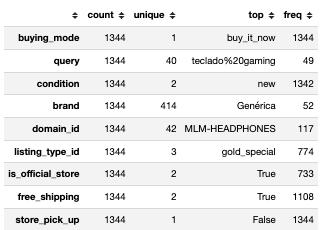 count unique top freq
buying_mode 1344 1 buy_it_now 1344
query 1344 40 teclado%20gaming 49
condition 1344 2 new 1342
brand 1344 414 Genérica 52
domain_id 1344 42 MLM-HEADPHONES 117
listing_type_id 1344 3 gold_special 774
is_official_store 1344 2 True 733
free_shipping 1344 2 True 1108
store_pick_up 1344 1 False 1344